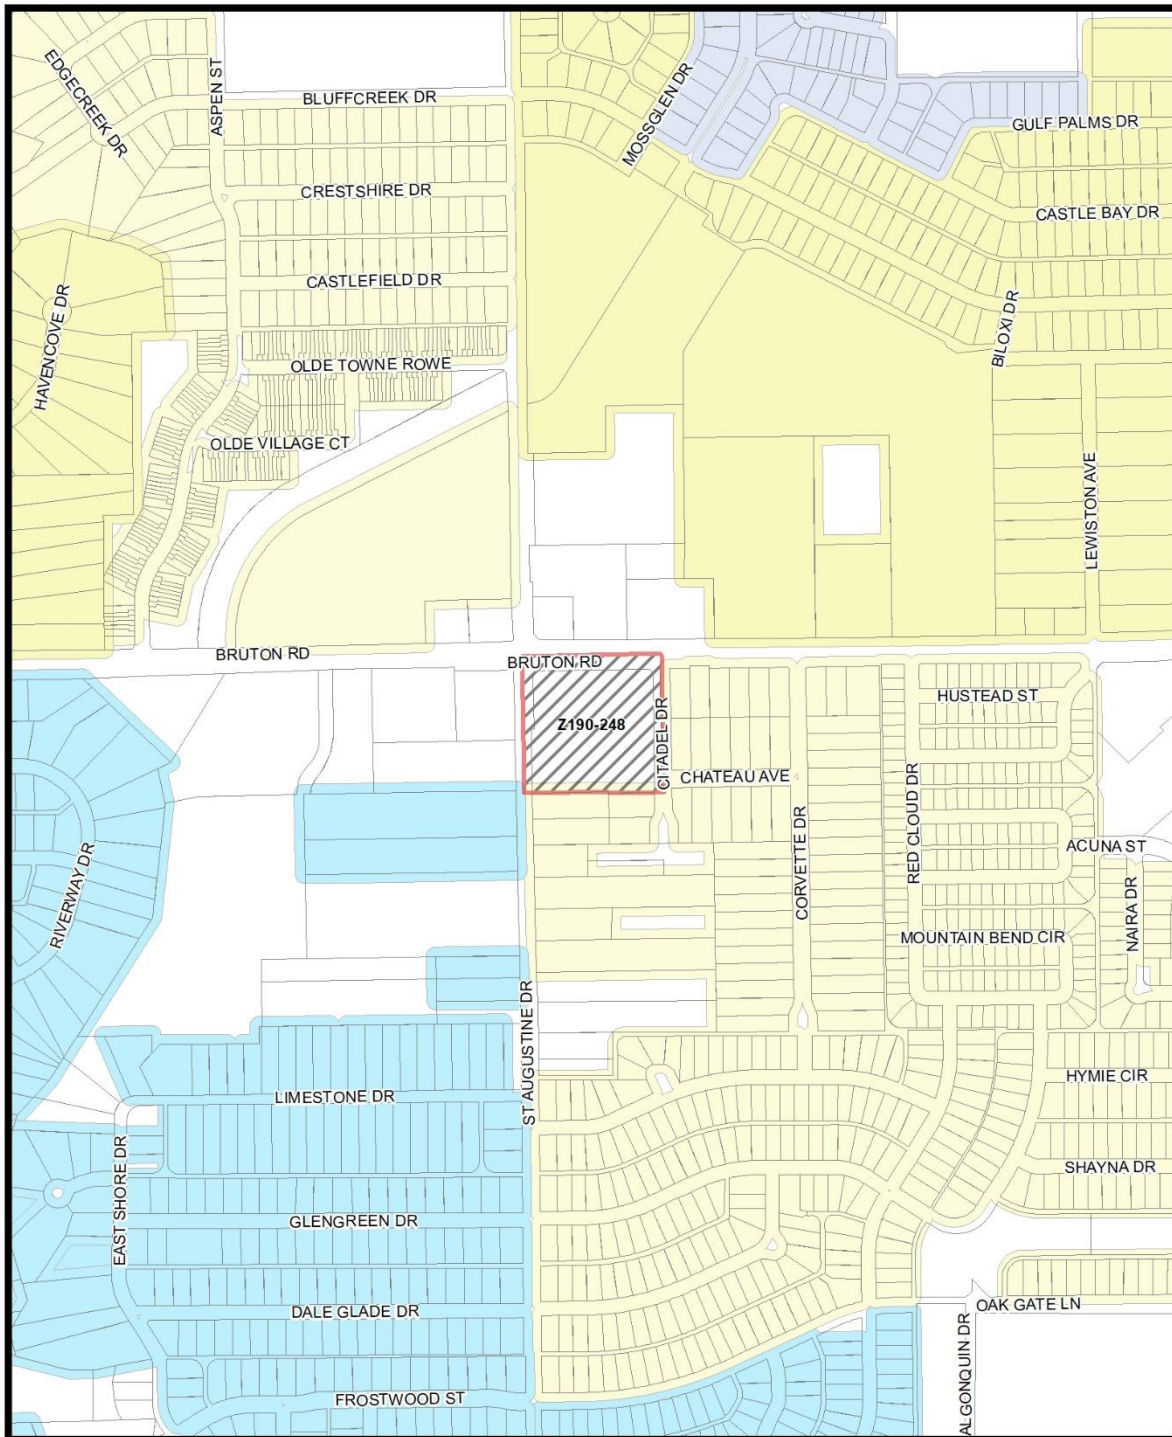 EDGECREEK DR
ASPEN ST
BLUFFCREEK DR
MOSSGLEN DR
GULF PALMS DR
CRESTSHIRE DR
CASTLE BAY DR
CASTLEFIELD DR
HAVENCOVE DR
BILOXI DR
OLDE TOWNE ROWE
OLDE VILLAGE CT
LEWISTON AVE
BRUTON RD
BRUTON RD
HUSTEAD ST
Z190-248
CITADEL DR
CHATEAU AVE
RED CLOUD DR
CORVETTE DR
ACUNA ST
RIVERWAY DR
NAIRA DR
MOUNTAIN BEND CIR
ST AUGUSTINE DR
LIMESTONE DR
HYMIE CIR
EAST SHORE DR
SHAYNA DR
GLENGREEN DR
DALE GLADE DR
OAK GATE LN
ALGONQUIN DR
FROSTWOOD ST